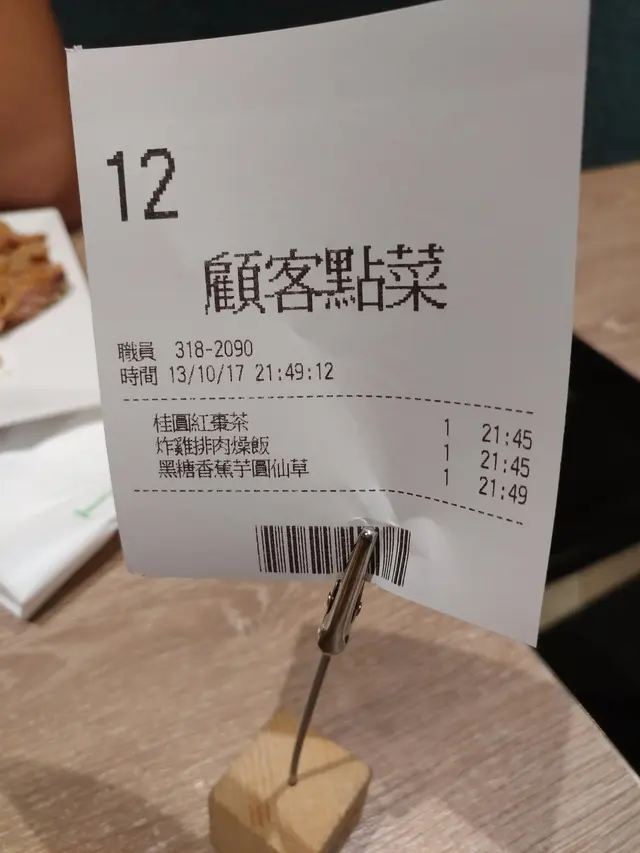 12
顧客點菜
職員 318-2090
時間 13/10/17 21:49:12
桂圓紅棗茶 1 21:45
炸雞排肉燥飯 1 21:45
黑糖香蕉芋圓仙草 1 21:49